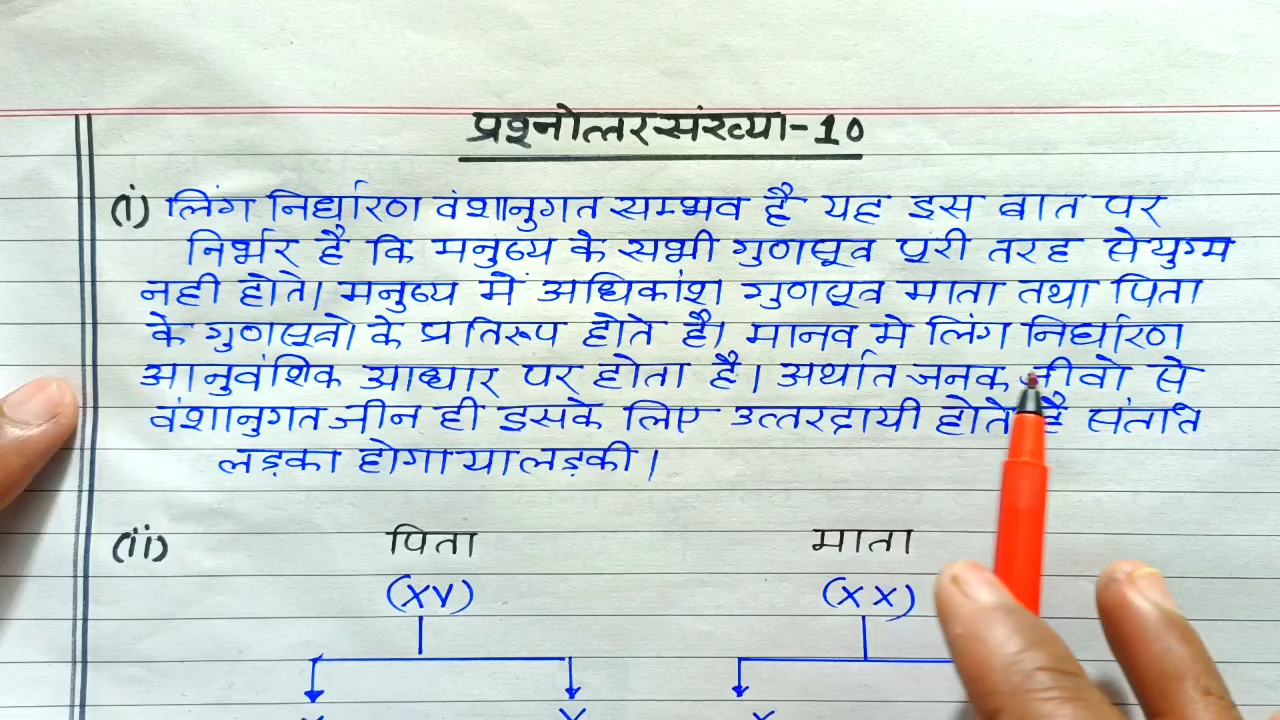 प्रश्नोत्तर संख्या-10
(i) लिंग निर्धारण वंशानुगत सम्भव है यह इस बात पर
निर्भर है कि मनुष्य के सभी गुणसूत्र पूरी तरह से युग्म
नही होते। मनुष्य में अधिकांश गुणसूत्र माता तथा पिता
के गुणसूत्रो के प्रतिरूप होते है। मानव मे लिंग निर्धारण
आनुवंशिक आधार पर होता है। अर्थात जनक जीवो से
वंशानुगत जीन ही इसके लिए उत्तरदायी होते है संतति
लड़का होगा या लड़की।
(ii) पिता माता
(XY) (XX)